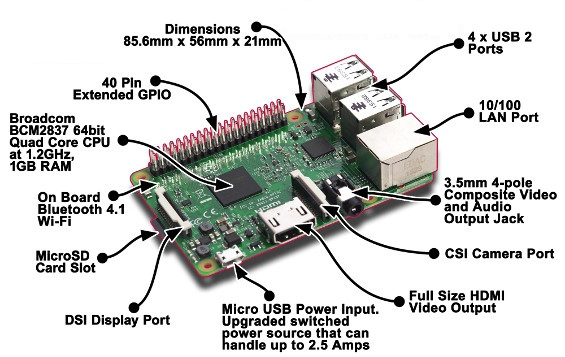 Dimensions
85.6mm x 56mm x 21mm
4 x USB 2
Ports
40 Pin
Extended GPIO
10/100
LAN Port
Broadcom
BCM2837 64bit
Quad Core CPU
at 1.2GHz,
1GB RAM
On Board
Bluetooth 4.1
Wi-Fi
3.5mm 4-pole
Composite Video
and Audio
Output Jack
MicroSD
Card Slot
CSI Camera Port
DSI Display Port
Micro USB Power Input.
Upgraded switched
power source that can
handle up to 2.5 Amps
Full Size HDMI
Video Output